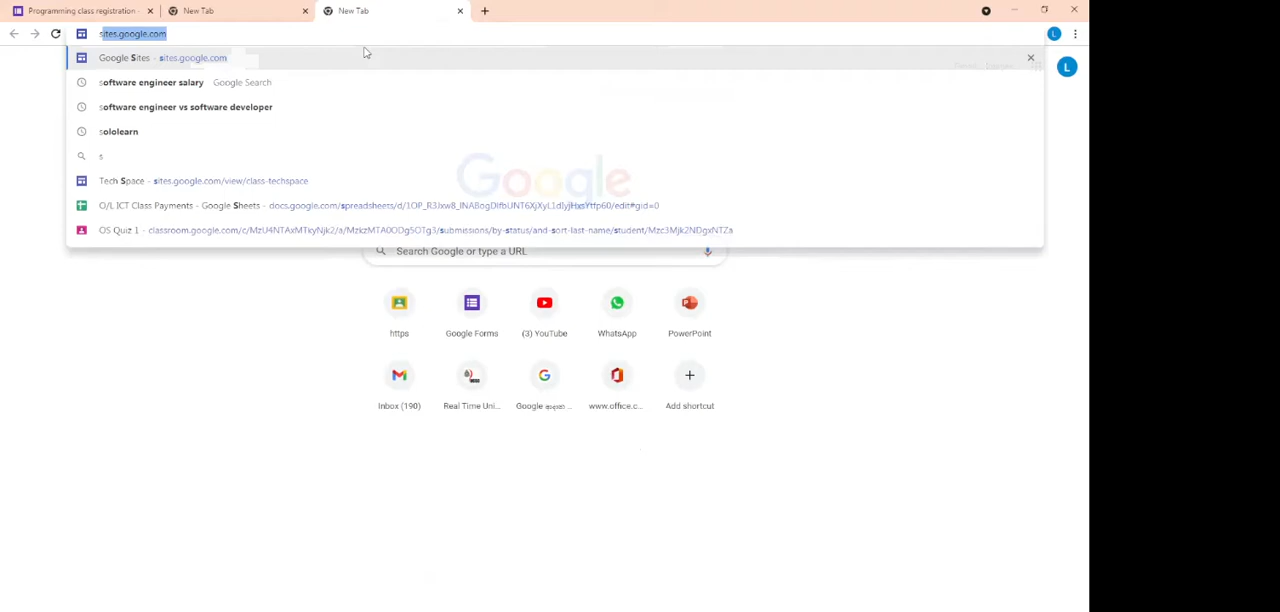 Programming class registration -
New Tab
New Tab
sites.google.com
Google Sites - sites.google.com
software engineer salary Google Search
software engineer vs software developer
sololearn
s
Tech Space - sites.google.com/view/class-techspace
O/L ICT Class Payments - Google Sheets -
OS Quiz 1 -
L
L
Google
Search Google or type a URL
https
Google Forms
(3) YouTube
WhatsApp
PowerPoint
Inbox (190)
Real Time Uni...
Google
www.office.c...
Add shortcut